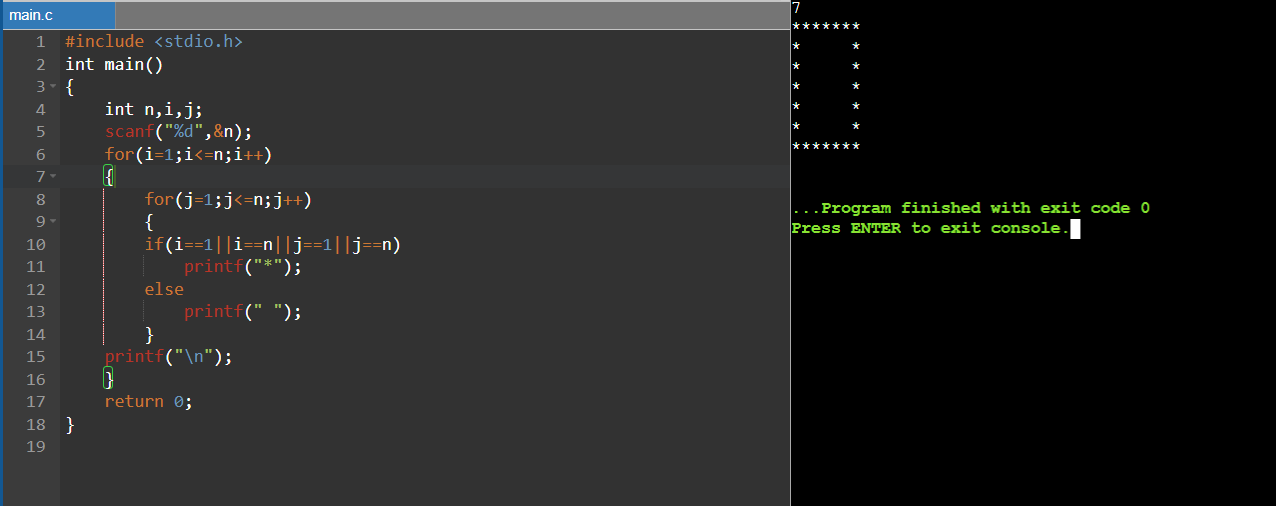 main.c
1 #include <stdio.h>
2 int main()
3 {
4     int n,i,j;
5     scanf("%d",&n);
6     for(i=1;i<=n;i++)
7     {
8         for(j=1;j<=n;j++)
9         {
10         if(i==1||i==n||j==1||j==n)
11             printf("*");
12         else
13             printf(" ");
14         }
15     printf("\n");
16     }
17     return 0;
18 }
19
7
*******
*     *
*     *
*     *
*     *
*     *
*******
...Program finished with exit code 0
Press ENTER to exit console.